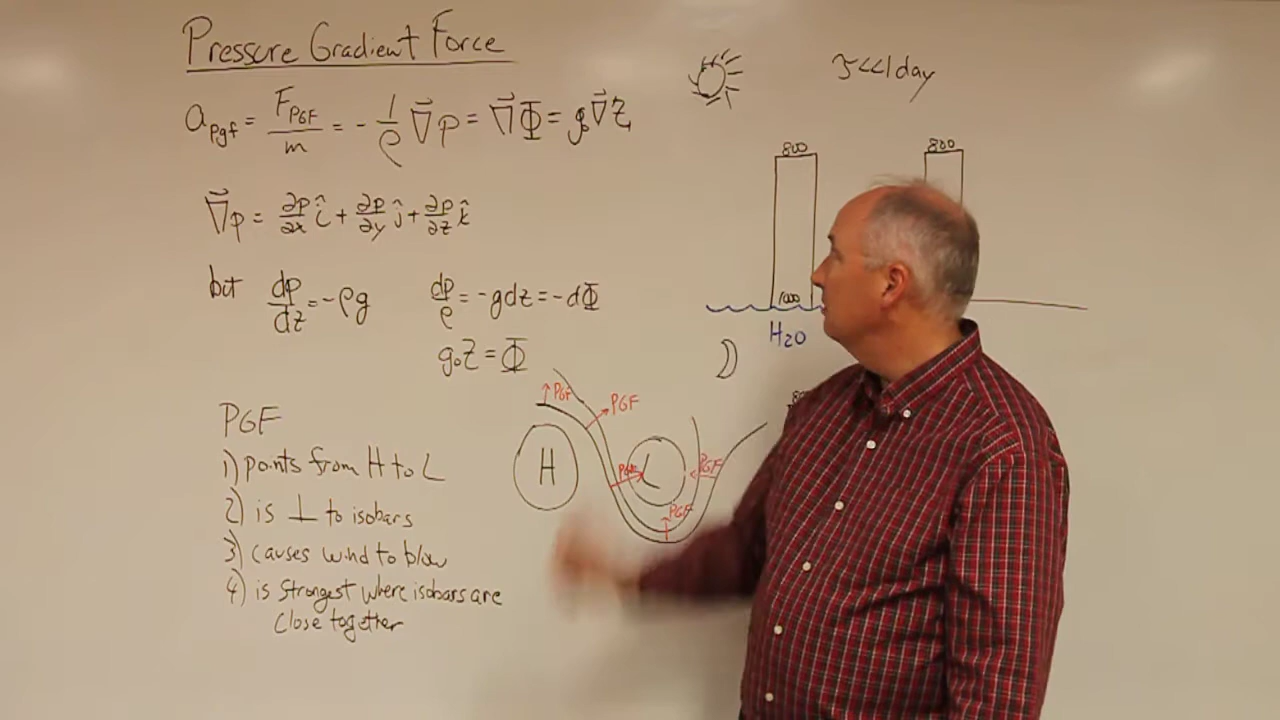 Pressure Gradient Force
a_pgf = F_PGF/m = -1/ρ ∇⃗p = ∇⃗Φ = g₀∇⃗Z
∇⃗p = ∂p/∂x î + ∂p/∂y ĵ + ∂p/∂z k̂
but dp/dz = -ρg
dp/ρ = -gdz = -dΦ
g₀Z = Φ
PGF
1) points from H to L
2) is ⊥ to isobars
3) causes wind to blow
4) is strongest where isobars are
close together
PGF
PGF
H
PGF
L
PGF
PGF
𝒯<<1day
800
800
1000
H₂O